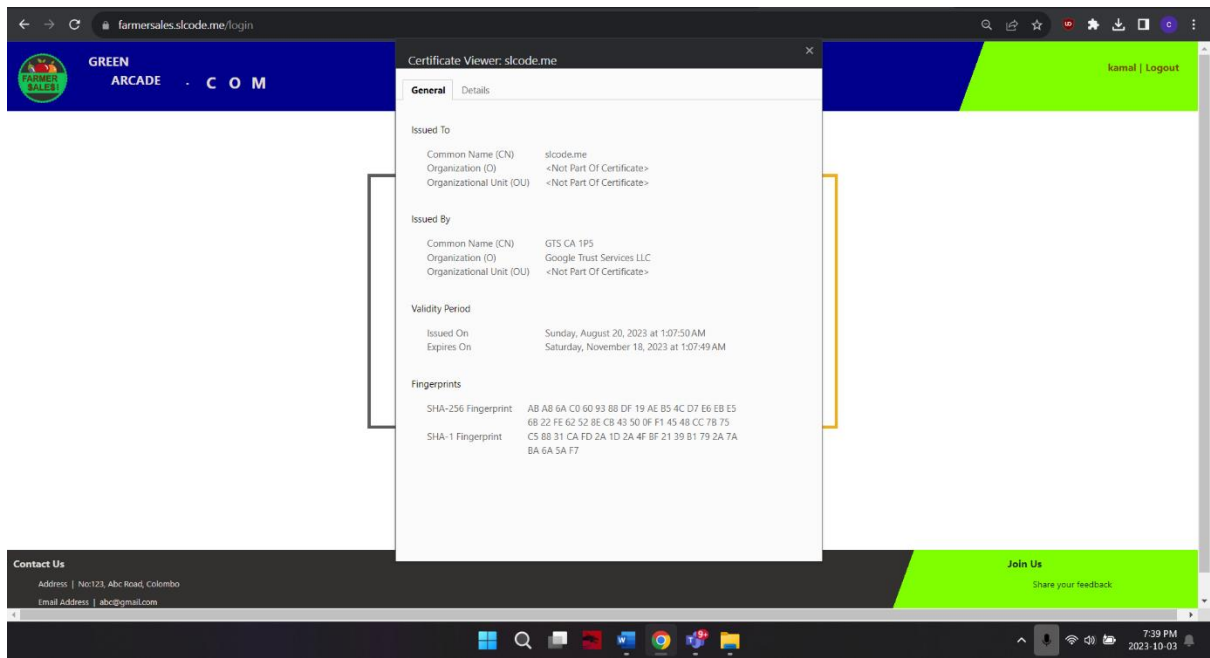 farmersales.slcode.me/login
FARMER
SALES!
GREEN
ARCADE . C O M
kamal | Logout
Certificate Viewer: slcode.me
General Details
Issued To
Common Name (CN) slcode.me
Organization (O) <Not Part Of Certificate>
Organizational Unit (OU) <Not Part Of Certificate>
Issued By
Common Name (CN) GTS CA 1P5
Organization (O) Google Trust Services LLC
Organizational Unit (OU) <Not Part Of Certificate>
Validity Period
Issued On Sunday, August 20, 2023 at 1:07:50 AM
Expires On Saturday, November 18, 2023 at 1:07:49 AM
Fingerprints
SHA-256 Fingerprint AB A8 6A C0 60 93 88 DF 19 AE B5 4C D7 E6 EB E5
6B 22 FE 62 52 8E CB 43 50 0F F1 45 48 CC 7B 75
SHA-1 Fingerprint C5 88 31 CA FD 2A 1D 2A 4F BF 21 39 81 79 2A 7A
BA 6A 5A F7
Contact Us
Address | No:123, Abc Road, Colombo
Email Address | abc@gmail.com
Join Us
Share your feedback
7:39 PM
2023-10-03